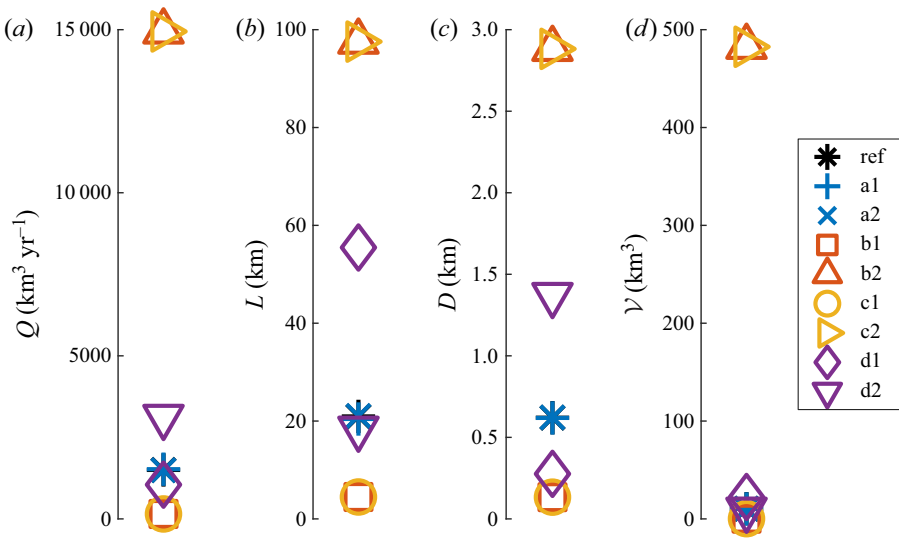 (a)
15 000
10 000
5000
0
Q (km³ yr⁻¹)
(b)
100
80
60
40
20
0
L (km)
(c)
3.0
2.5
2.0
1.5
1.0
0.5
0
D (km)
(d)
500
400
300
200
100
0
𝒱 (km³)
ref
a1
a2
b1
b2
c1
c2
d1
d2